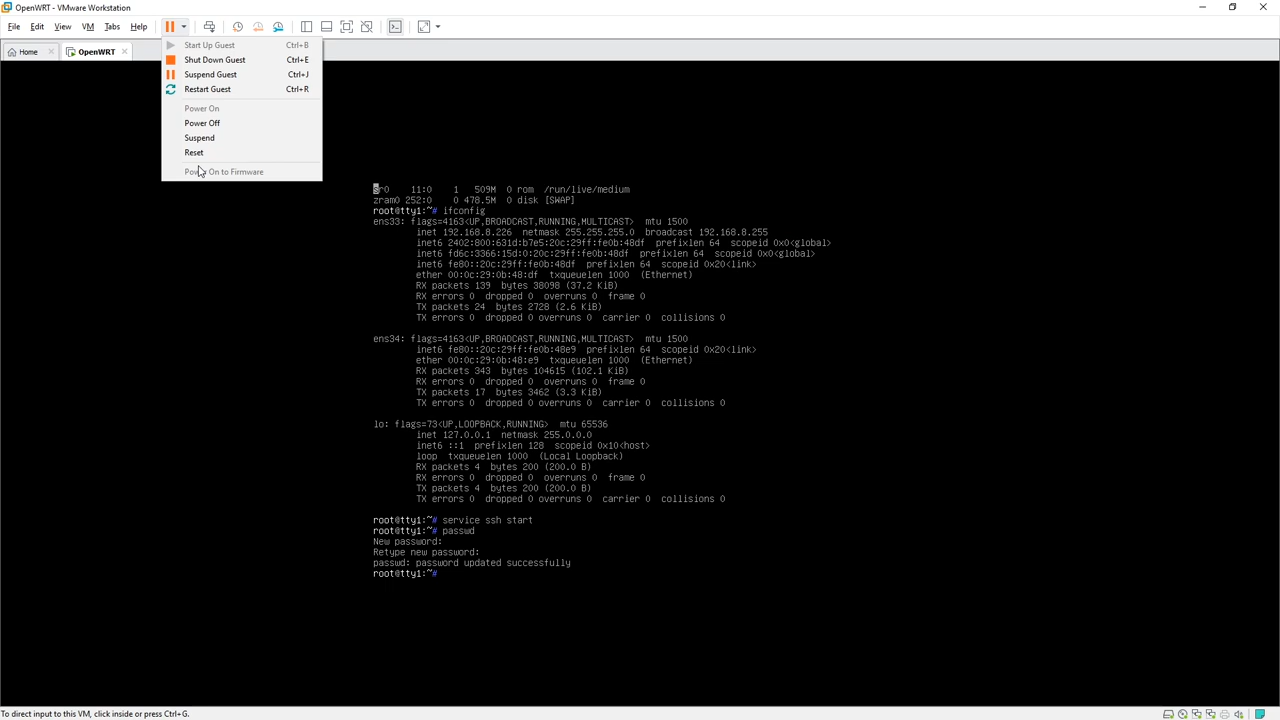 OpenWRT - VMware Workstation
File Edit View VM Tabs Help
Home OpenWRT
Start Up Guest Ctrl+B
Shut Down Guest Ctrl+E
Suspend Guest Ctrl+J
Restart Guest Ctrl+R
Power On
Power Off
Suspend
Reset
Power On to Firmware
sr0 11:0 1 509M 0 rom /run/live/medium
zram0 252:0 0 478.5M 0 disk [SWAP]
root@tty1:~# ifconfig
ens33: flags=4163<UP,BROADCAST,RUNNING,MULTICAST> mtu 1500
inet 192.168.8.226 netmask 255.255.255.0 broadcast 192.168.8.255
inet6 2402:800:631d:b7e5:20c:29ff:fe0b:48df prefixlen 64 scopeid 0x0<global>
inet6 fd6c:3366:15d:0:20c:29ff:fe0b:48df prefixlen 64 scopeid 0x0<global>
inet6 fe80::20c:29ff:fe0b:48df prefixlen 64 scopeid 0x20<link>
ether 00:0c:29:0b:48:df txqueuelen 1000 (Ethernet)
RX packets 139 bytes 38098 (37.2 KiB)
RX errors 0 dropped 0 overruns 0 frame 0
TX packets 24 bytes 2728 (2.6 KiB)
TX errors 0 dropped 0 overruns 0 carrier 0 collisions 0
ens34: flags=4163<UP,BROADCAST,RUNNING,MULTICAST> mtu 1500
inet6 fe80::20c:29ff:fe0b:48e9 prefixlen 64 scopeid 0x20<link>
ether 00:0c:29:0b:48:e9 txqueuelen 1000 (Ethernet)
RX packets 343 bytes 104615 (102.1 KiB)
RX errors 0 dropped 0 overruns 0 frame 0
TX packets 17 bytes 3462 (3.3 KiB)
TX errors 0 dropped 0 overruns 0 carrier 0 collisions 0
lo: flags=73<UP,LOOPBACK,RUNNING> mtu 65536
inet 127.0.0.1 netmask 255.0.0.0
inet6 ::1 prefixlen 128 scopeid 0x10<host>
loop txqueuelen 1000 (Local Loopback)
RX packets 4 bytes 200 (200.0 B)
RX errors 0 dropped 0 overruns 0 frame 0
TX packets 4 bytes 200 (200.0 B)
TX errors 0 dropped 0 overruns 0 carrier 0 collisions 0
root@tty1:~# service ssh start
root@tty1:~# passwd
New password:
Retype new password:
passwd: password updated successfully
root@tty1:~#
To direct input to this VM, click inside or press Ctrl+G.